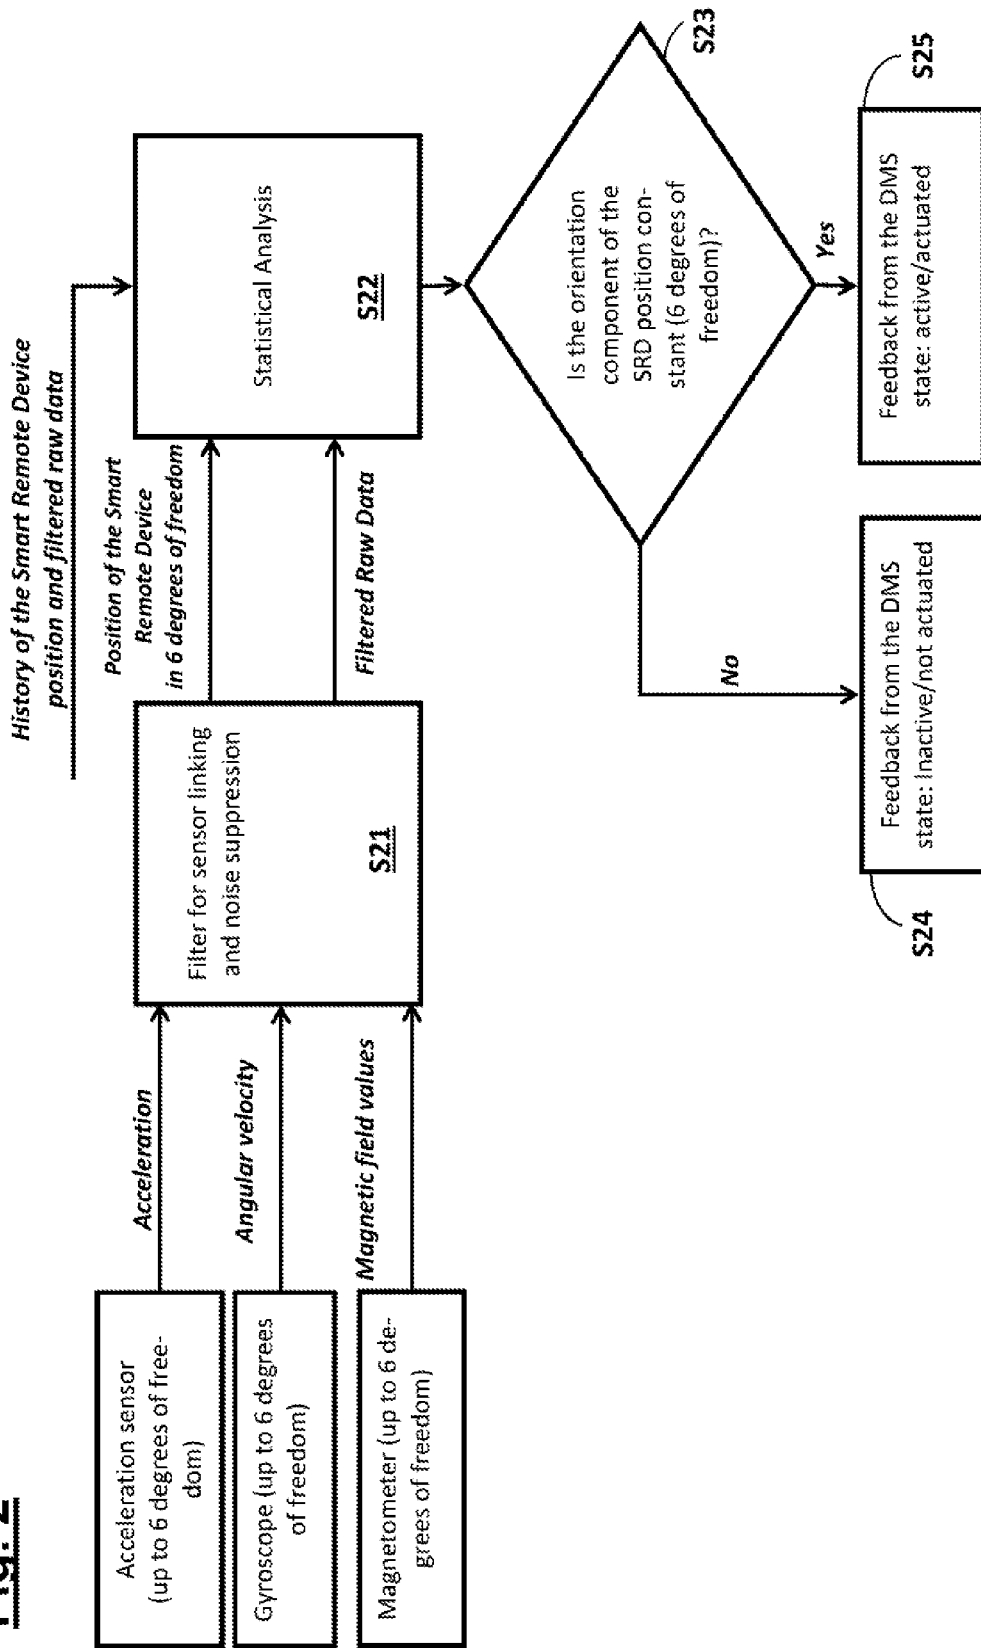 Fig. 2
History of the Smart Remote Device
position and filtered raw data
Acceleration sensor
(up to 6 degrees of free-
dom)
Gyroscope (up to 6 degrees
of freedom)
Magnetometer (up to 6 de-
grees of freedom)
Acceleration
Angular velocity
Magnetic field values
Filter for sensor linking
and noise suppression
S21
Position of the Smart
Remote Device
in 6 degrees of freedom
Filtered Raw Data
Statistical Analysis
S22
Is the orientation
component of the
SRD position con-
stant (6 degrees of
freedom)?
S23
No
Yes
Feedback from the DMS
state: Inactive/not actuated
S24
Feedback from the DMS
state: active/actuated
S25